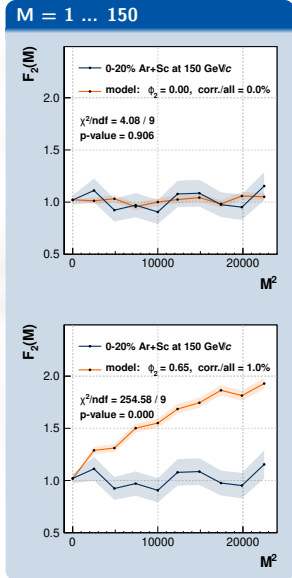 M = 1 ... 150
F₂(M)
0-20% Ar+Sc at 150 GeV/c
model: ϕ₂ = 0.00, corr./all = 0.0%
χ²/ndf = 4.08 / 9
p-value = 0.906
2.0
1.5
1.0
0.5
0
10000
20000
M²
F₂(M)
0-20% Ar+Sc at 150 GeV/c
model: ϕ₂ = 0.65, corr./all = 1.0%
χ²/ndf = 254.58 / 9
p-value = 0.000
2.0
1.5
1.0
0.5
0
10000
20000
M²